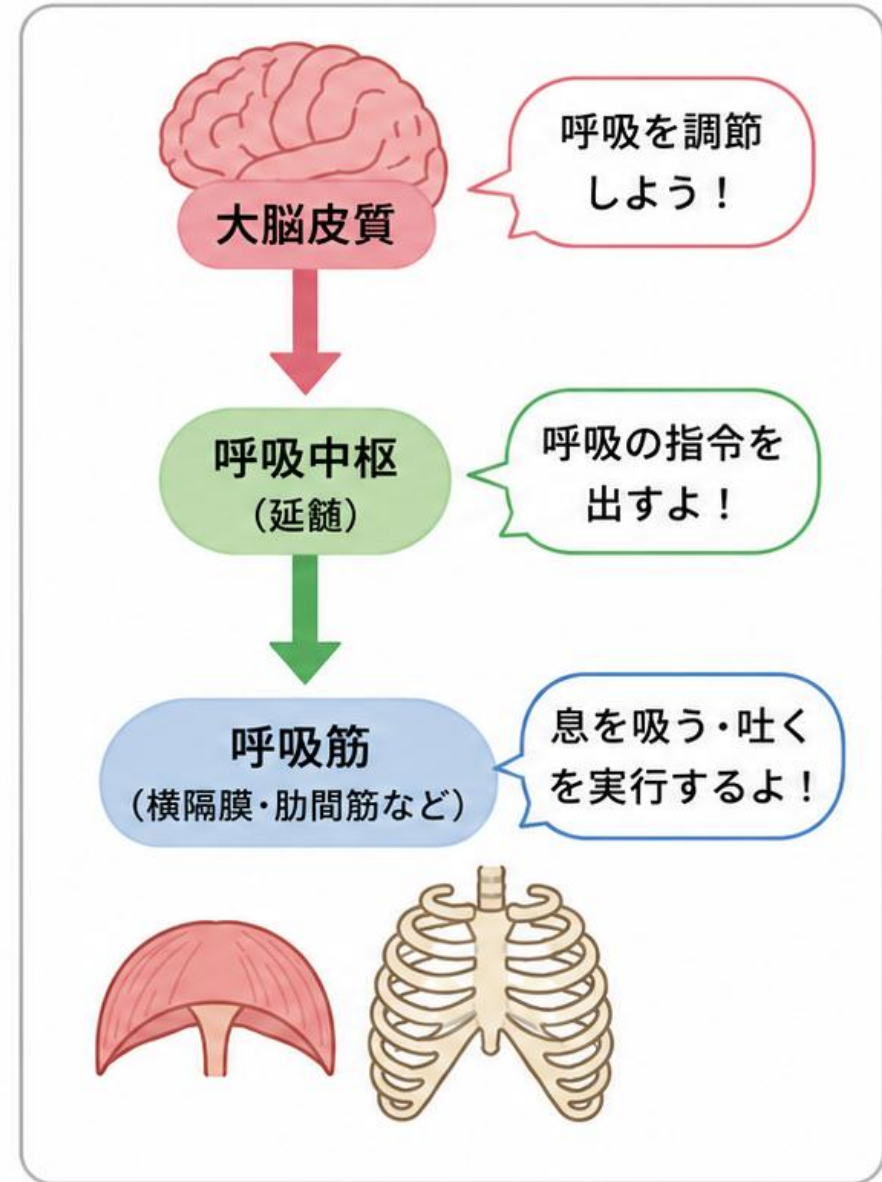 呼吸を調節
しよう！
大脳皮質
呼吸中枢
（延髄）
呼吸の指令を
出すよ！
呼吸筋
（横隔膜・肋間筋など）
息を吸う・吐く
を実行するよ！